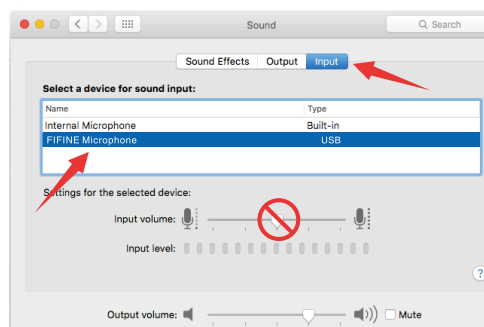 Sound
Search
Sound Effects Output Input
Select a device for sound input:
Name Type
Internal Microphone Built-in
FIFINE Microphone USB
Settings for the selected device:
Input volume:
Input level:
?
Output volume: Mute